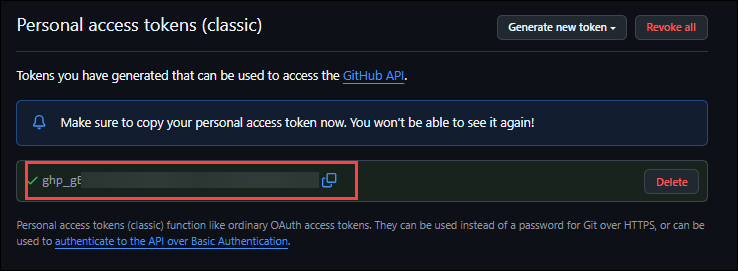 Personal access tokens (classic)
Generate new token
Revoke all
Tokens you have generated that can be used to access the GitHub API.
Make sure to copy your personal access token now. You won't be able to see it again!
ghp_gE
Delete
Personal access tokens (classic) function like ordinary OAuth access tokens. They can be used instead of a password for Git over HTTPS, or can be
used to authenticate to the API over Basic Authentication.